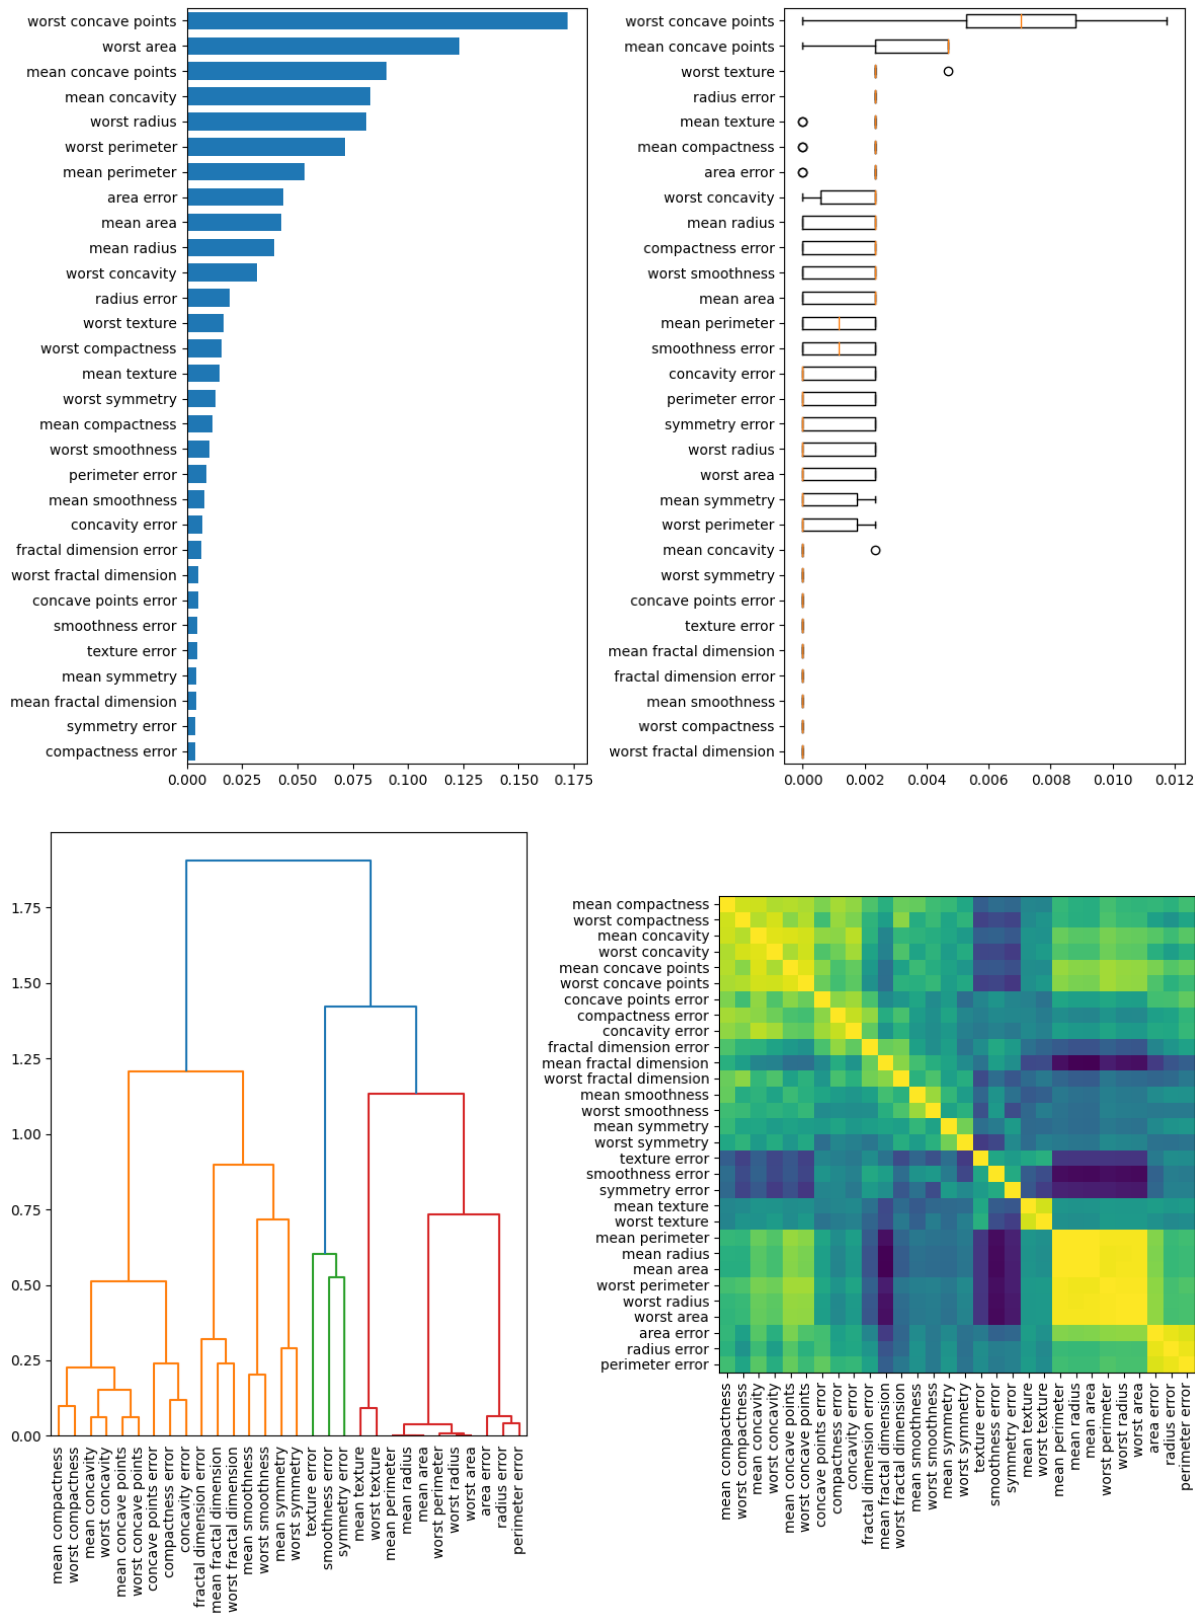 worst concave points
worst area
mean concave points
mean concavity
worst radius
worst perimeter
mean perimeter
area error
mean area
mean radius
worst concavity
radius error
worst texture
worst compactness
mean texture
worst symmetry
mean compactness
worst smoothness
perimeter error
mean smoothness
concavity error
fractal dimension error
worst fractal dimension
concave points error
smoothness error
texture error
mean symmetry
mean fractal dimension
symmetry error
compactness error
0.000 0.025 0.050 0.075 0.100 0.125 0.150 0.175
worst concave points
mean concave points
worst texture
radius error
mean texture
mean compactness
area error
worst concavity
mean radius
compactness error
worst smoothness
mean area
mean perimeter
smoothness error
concavity error
perimeter error
symmetry error
worst radius
worst area
mean symmetry
worst perimeter
mean concavity
worst symmetry
concave points error
texture error
mean fractal dimension
fractal dimension error
mean smoothness
worst compactness
worst fractal dimension
0.000 0.002 0.004 0.006 0.008 0.010 0.012
1.75
1.50
1.25
1.00
0.75
0.50
0.25
0.00
mean compactness
worst compactness
mean concavity
worst concavity
mean concave points
worst concave points
concave points error
compactness error
concavity error
fractal dimension error
mean fractal dimension
worst fractal dimension
mean smoothness
worst smoothness
mean symmetry
worst symmetry
texture error
smoothness error
symmetry error
mean texture
worst texture
mean perimeter
mean radius
mean area
worst perimeter
worst radius
worst area
area error
radius error
perimeter error
mean compactness
worst compactness
mean concavity
worst concavity
mean concave points
worst concave points
concave points error
compactness error
concavity error
fractal dimension error
mean fractal dimension
worst fractal dimension
mean smoothness
worst smoothness
mean symmetry
worst symmetry
texture error
smoothness error
symmetry error
mean texture
worst texture
mean perimeter
mean radius
mean area
worst perimeter
worst radius
worst area
area error
radius error
perimeter error
mean compactness
worst compactness
mean concavity
worst concavity
mean concave points
worst concave points
concave points error
compactness error
concavity error
fractal dimension error
mean fractal dimension
worst fractal dimension
mean smoothness
worst smoothness
mean symmetry
worst symmetry
texture error
smoothness error
symmetry error
mean texture
worst texture
mean perimeter
mean radius
mean area
worst perimeter
worst radius
worst area
area error
radius error
perimeter error